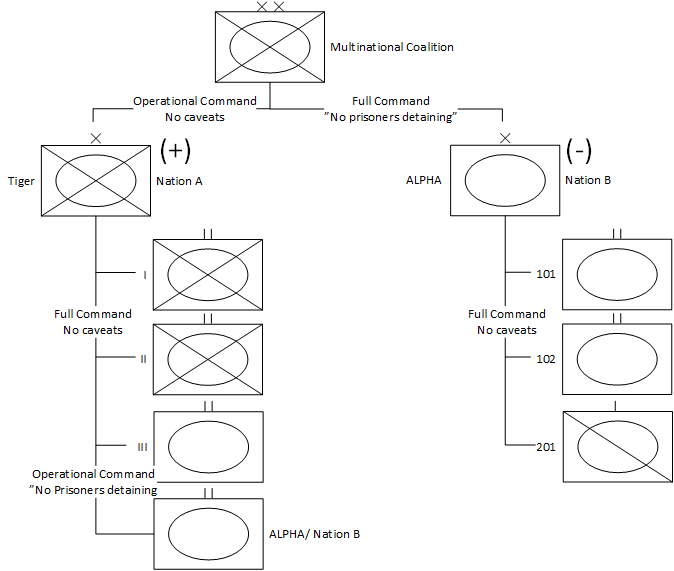 Multinational Coalition
Operational Command
No caveats
Full Command
”No prisoners detaining”
(+)
(-)
Tiger
Nation A
ALPHA
Nation B
I
101
Full Command
No caveats
Full Command
No caveats
II
102
III
201
Operational Command
”No Prisoners detaining
ALPHA/ Nation B